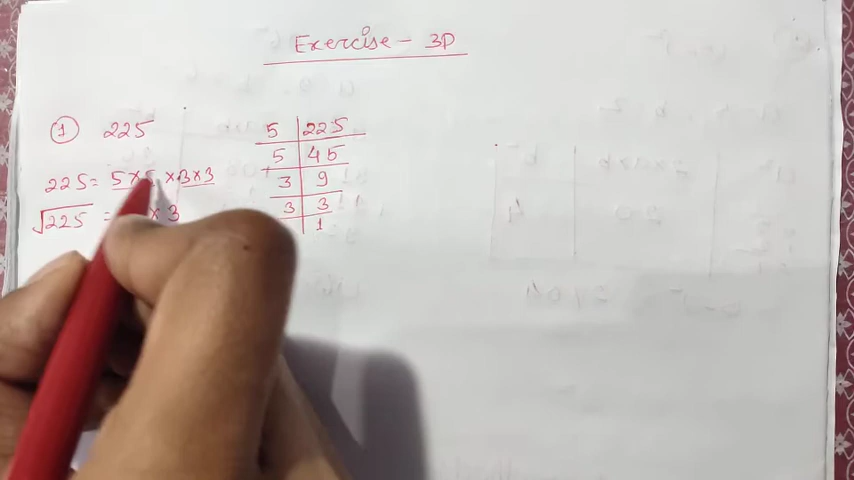 Exercise - 3D
① 225
225 = 5×5 × 3×3
√225 = × 3
5 | 225
5 | 45
3 | 9
3 | 3
1